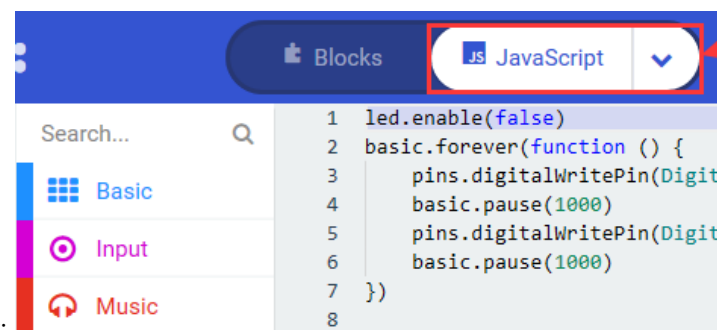 Blocks
JS JavaScript
Search...
Basic
Input
Music
1 led.enable(false)
2 basic.forever(function () {
3 pins.digitalWritePin(Digit
4 basic.pause(1000)
5 pins.digitalWritePin(Digit
6 basic.pause(1000)
7 })
8
.